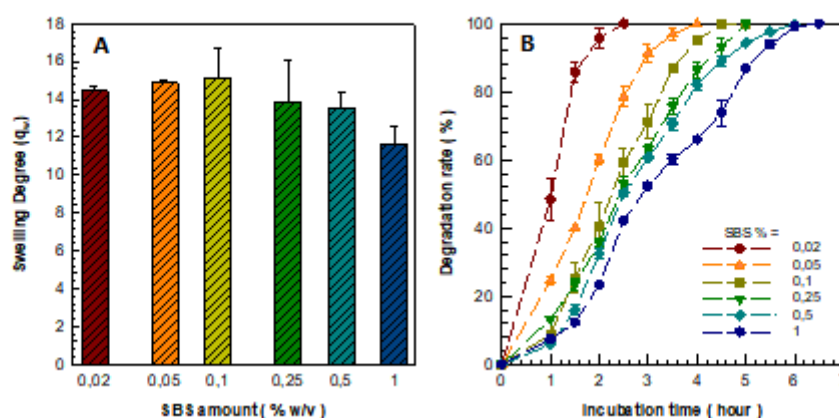 A
18
16
14
12
10
8
6
4
2
0
Swelling Degree (qw)
0,02 0,05 0,1 0,25 0,5 1
SBS amount ( % w/v )
B
100
80
60
40
20
0
Degradation rate ( % )
SBS % =
0,02
0,05
0,1
0,25
0,5
1
0 1 2 3 4 5 6
Incubation time ( hour )